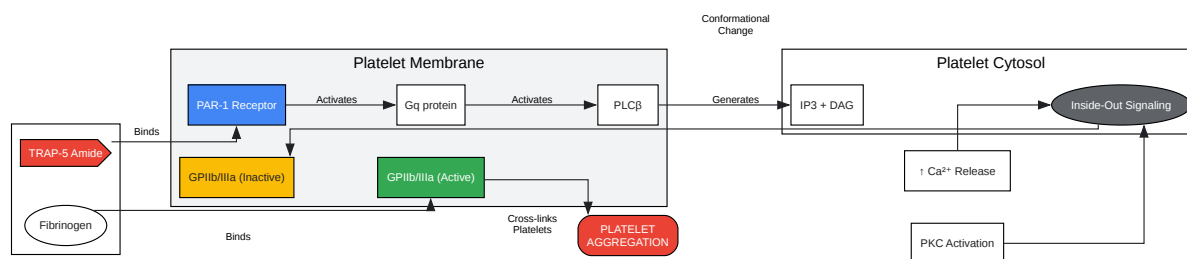 Conformational
Change
Platelet Membrane
Platelet Cytosol
PAR-1 Receptor
Activates
Gq protein
Activates
PLCβ
Generates
IP3 + DAG
Inside-Out Signaling
Binds
TRAP-5 Amide
GPIIb/IIIa (Inactive)
GPIIb/IIIa (Active)
↑ Ca²⁺ Release
Fibrinogen
Binds
Cross-links
Platelets
PLATELET
AGGREGATION
PKC Activation